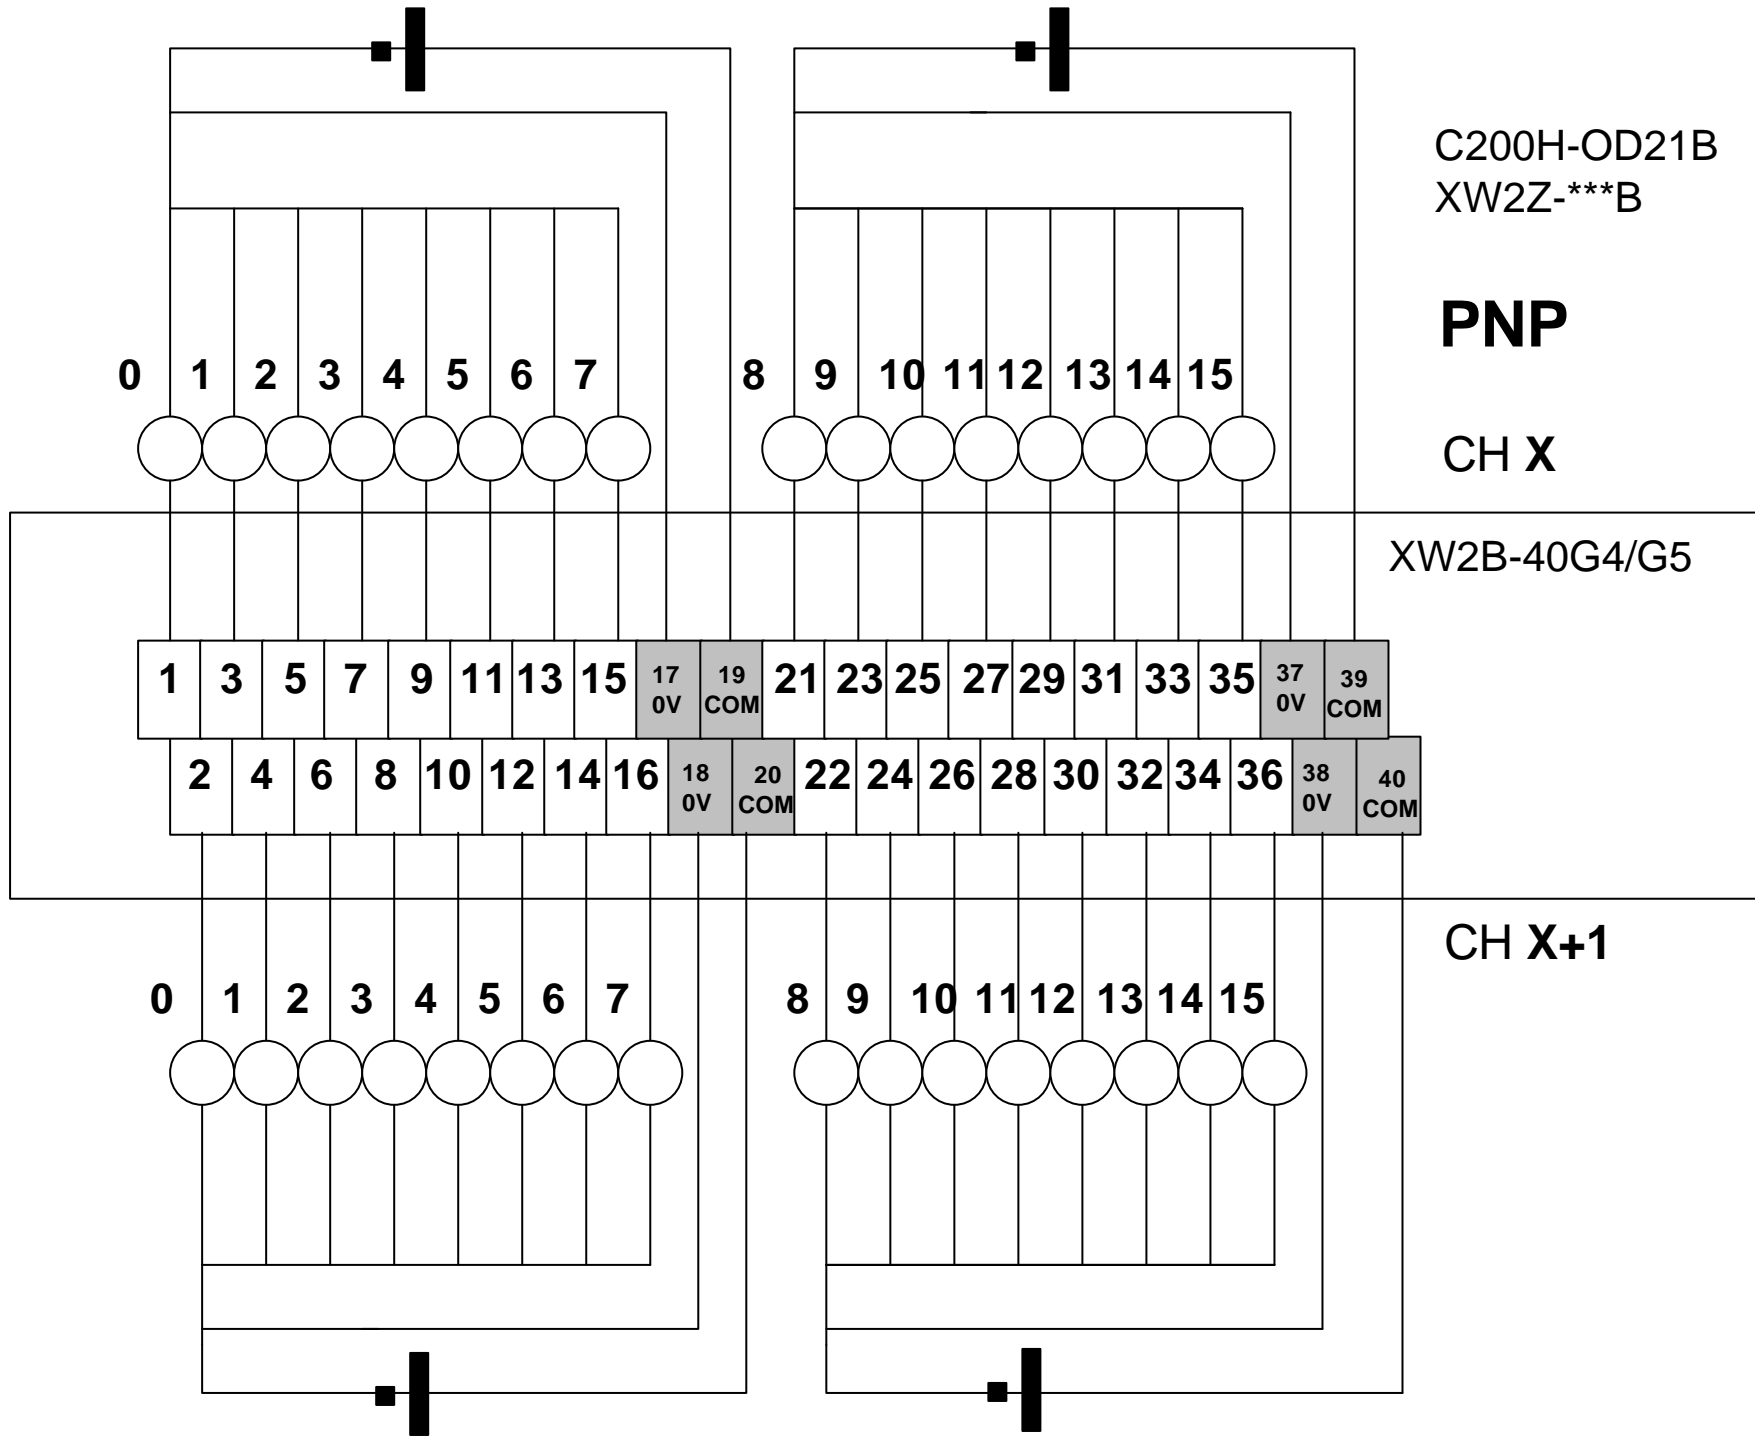 C200H-OD21B
XW2Z-***B
PNP
0 1 2 3 4 5 6 7 8 9 10 11 12 13 14 15
CH X
XW2B-40G4/G5
1 3 5 7 9 11 13 15 17 0V 19 COM 21 23 25 27 29 31 33 35 37 0V 39 COM
2 4 6 8 10 12 14 16 18 0V 20 COM 22 24 26 28 30 32 34 36 38 0V 40 COM
CH X+1
0 1 2 3 4 5 6 7 8 9 10 11 12 13 14 15